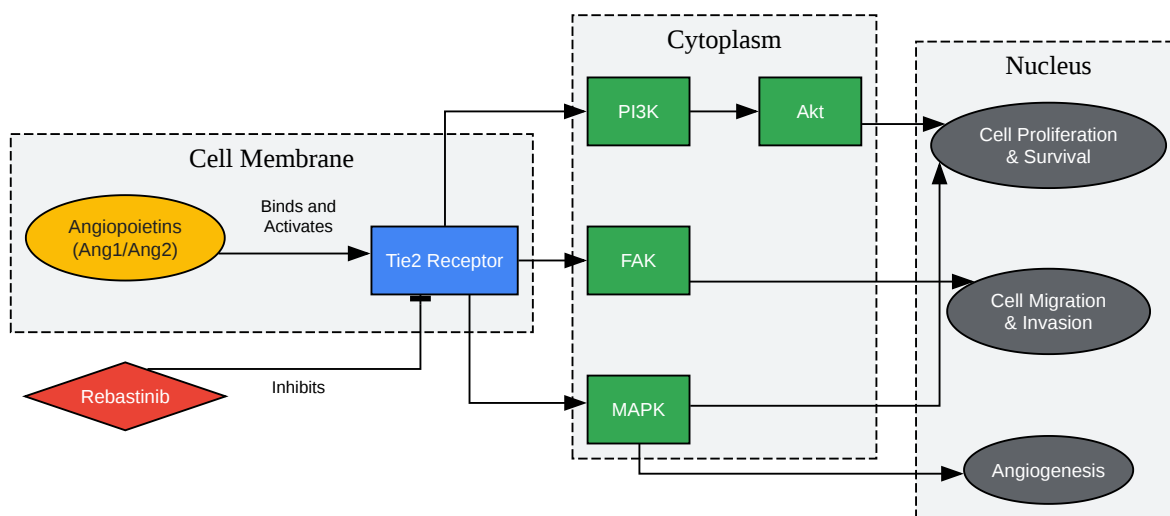 Cytoplasm
Nucleus
PI3K
Akt
Cell Proliferation
& Survival
Cell Membrane
Binds and
Activates
Angiopoietins
(Ang1/Ang2)
Tie2 Receptor
FAK
Cell Migration
& Invasion
Rebastinib
Inhibits
MAPK
Angiogenesis